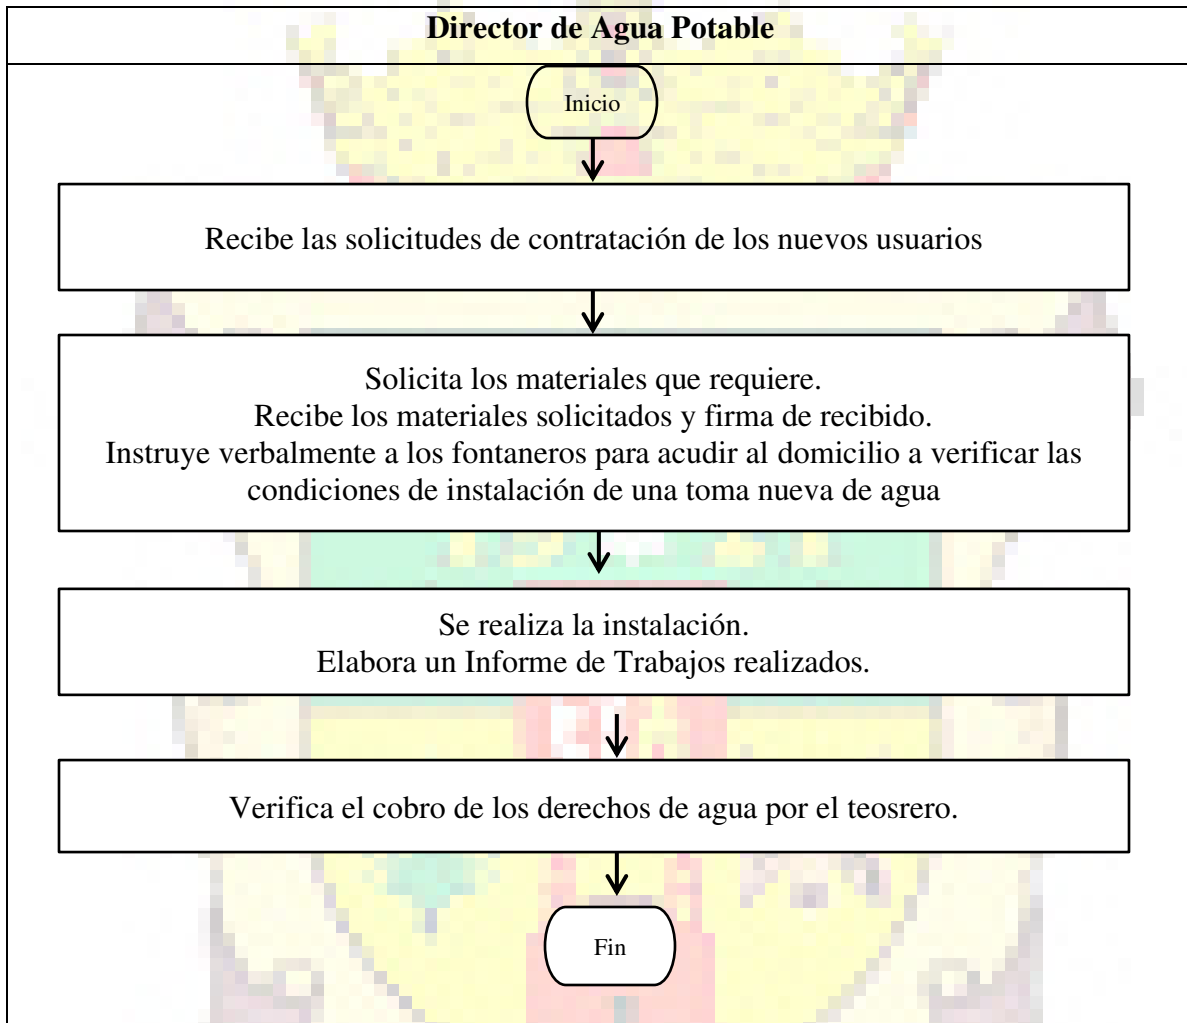 Director de Agua Potable
Inicio
Recibe las solicitudes de contratación de los nuevos usuarios
Solicita los materiales que requiere.
Recibe los materiales solicitados y firma de recibido.
Instruye verbalmente a los fontaneros para acudir al domicilio a verificar las
condiciones de instalación de una toma nueva de agua
Se realiza la instalación.
Elabora un Informe de Trabajos realizados.
Verifica el cobro de los derechos de agua por el teosrero.
Fin